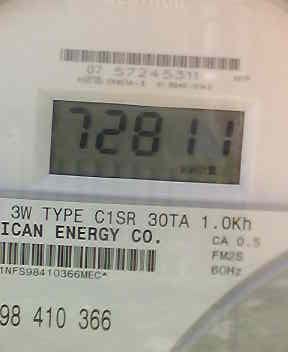 07 57245311
72811
3W TYPE C1SR 30TA 1.0Kh
ICAN ENERGY CO.
CA 0.5
FM2S
60Hz
1NFS98410366MEC*
98 410 366